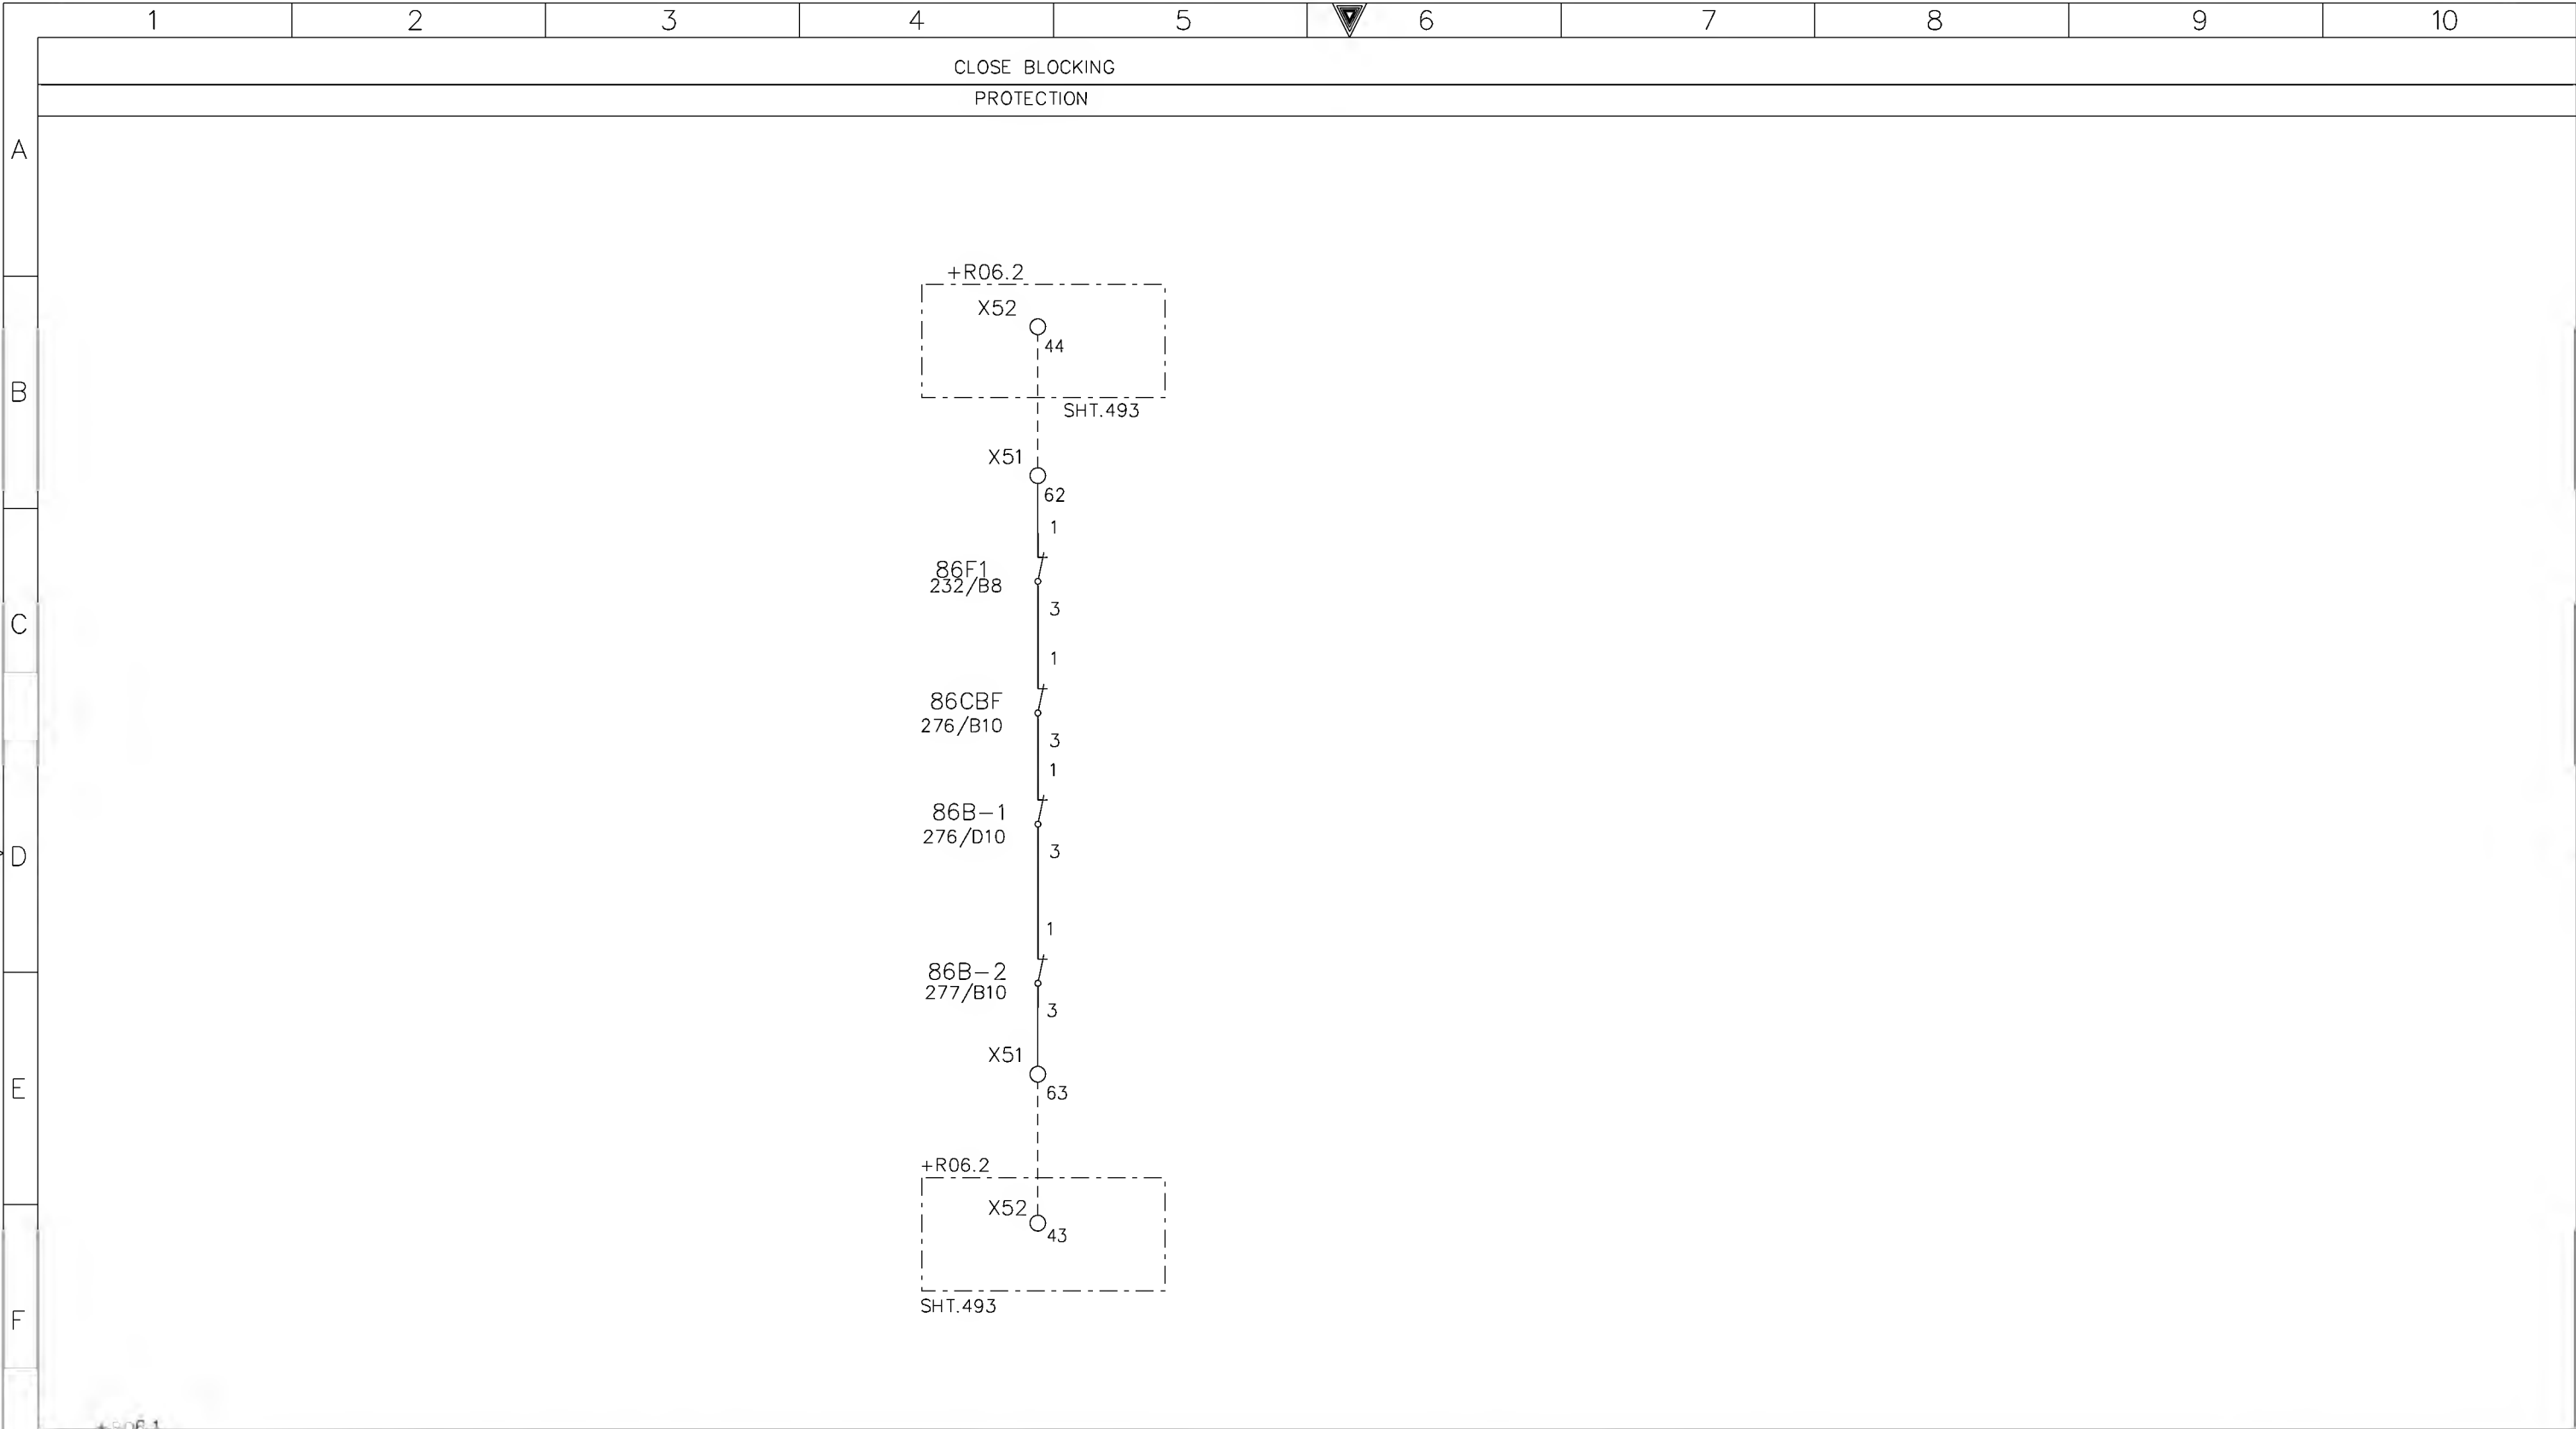 1 2 3 4 5 6 7 8 9 10
CLOSE BLOCKING
PROTECTION
A
+R06.2
X52
44
B
SHT.493
X51
62
1
86F1
232/B8
3
C
1
86CBF
276/B10
3
1
86B-1
276/D10
3
D
1
86B-2
277/B10
3
X51
63
E
+R06.2
X52
43
SHT.493
F